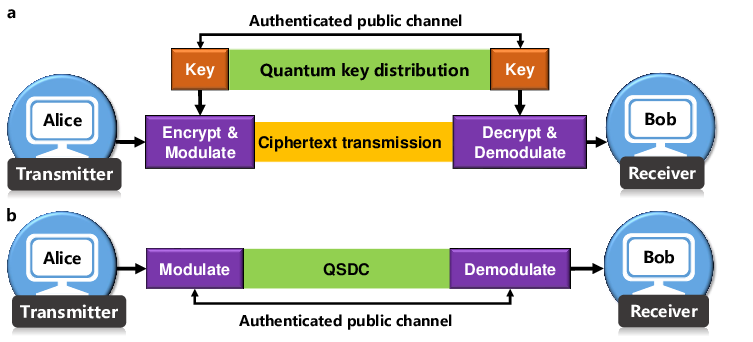 a
Authenticated public channel
Key
Quantum key distribution
Key
Alice
Transmitter
Encrypt &
Modulate
Ciphertext transmission
Decrypt &
Demodulate
Bob
Receiver
b
Alice
Transmitter
Modulate
QSDC
Demodulate
Bob
Receiver
Authenticated public channel